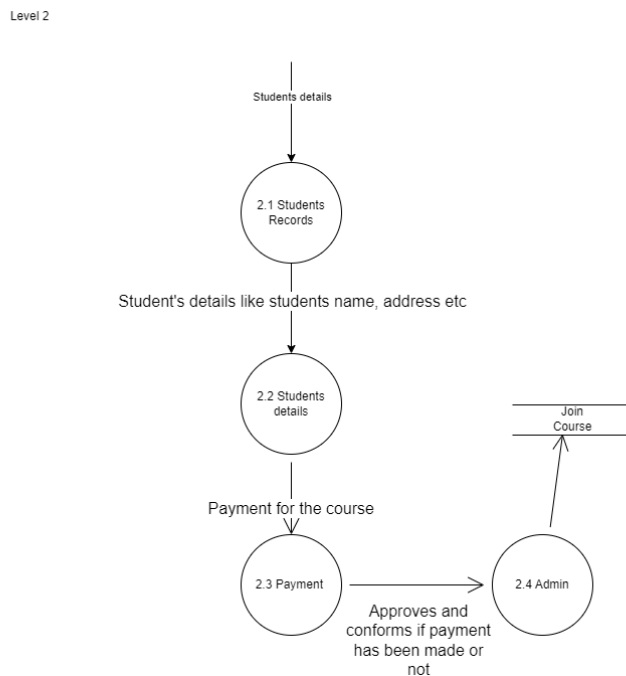 Level 2
Students details
2.1 Students
Records
Student's details like students name, address etc
2.2 Students
details
Join
Course
Payment for the course
2.3 Payment
2.4 Admin
Approves and
conforms if payment
has been made or
not